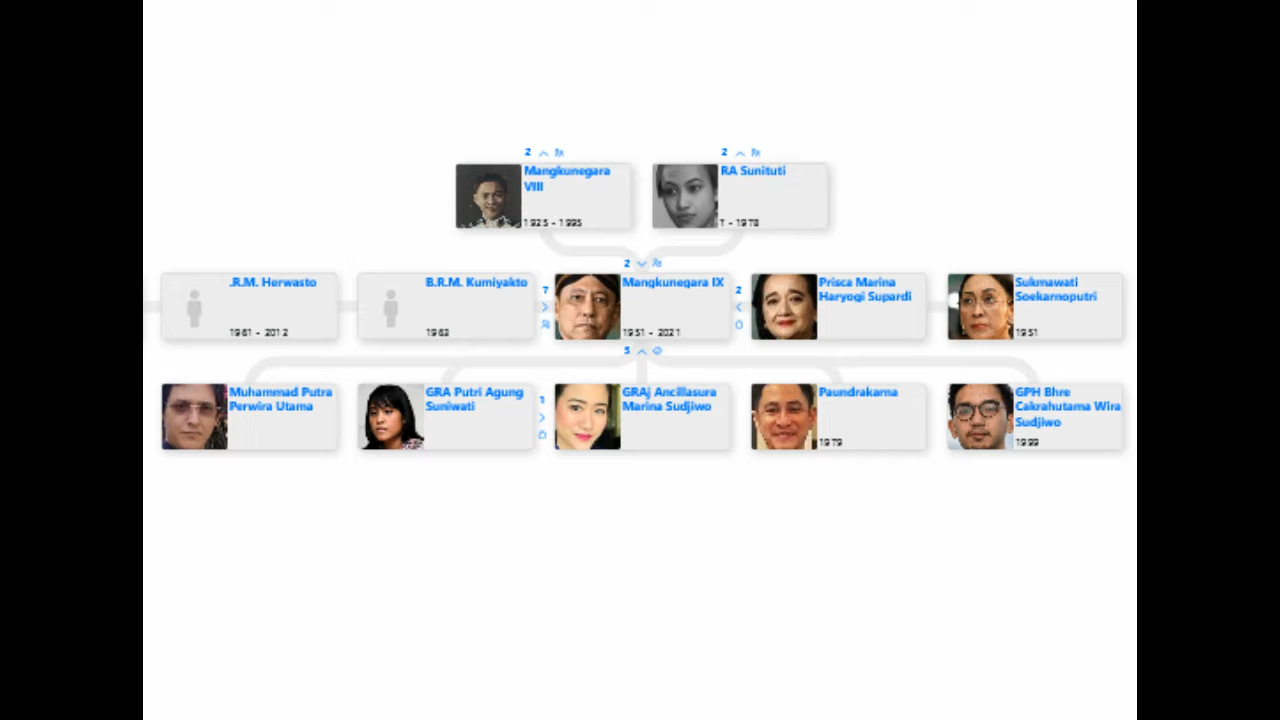 2
2
Mangkunegara
VIII
1925 - 1995
RA Sunituti
? - 1978
2
.R.M. Herwasto
1961 - 2012
B.R.M. Kumiyakto
1963
7
Mangkunegara IX
1951 - 2021
2
Prisca Marina
Haryogi Supardi
Sukmawati
Soekarnoputri
1951
5
Muhammad Putra
Perwira Utama
GRA Putri Agung
Suniwati
1
GRAj Ancillasura
Marina Sudjiwo
Paundrakarna
1979
GPH Bhre
Cakrahutama Wira
Sudjiwo
1999